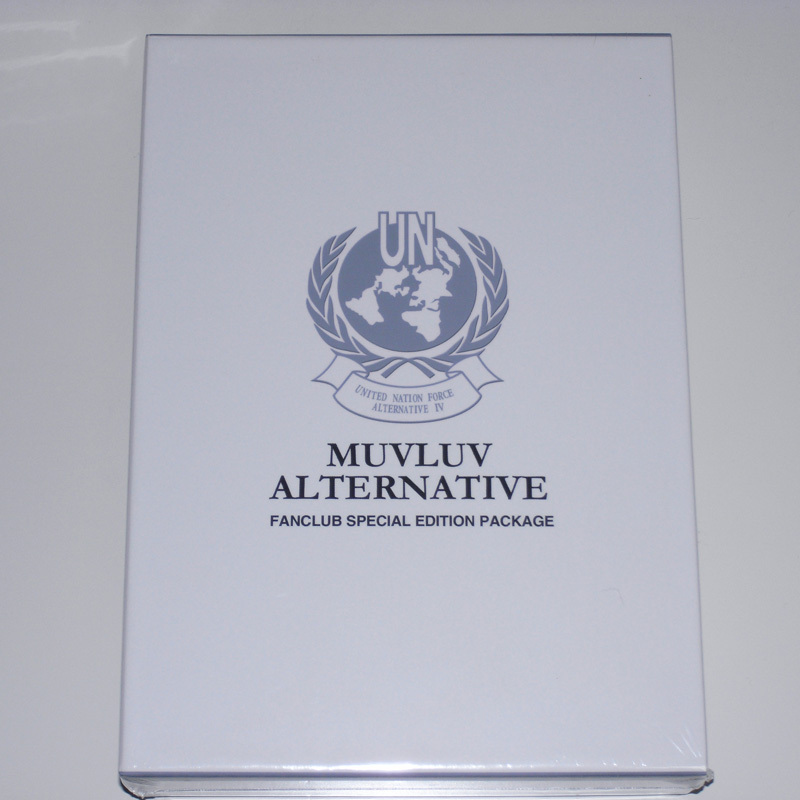 UN
UNITED NATION FORCE
ALTERNATIVE IV
MUVLUV
ALTERNATIVE
FANCLUB SPECIAL EDITION PACKAGE